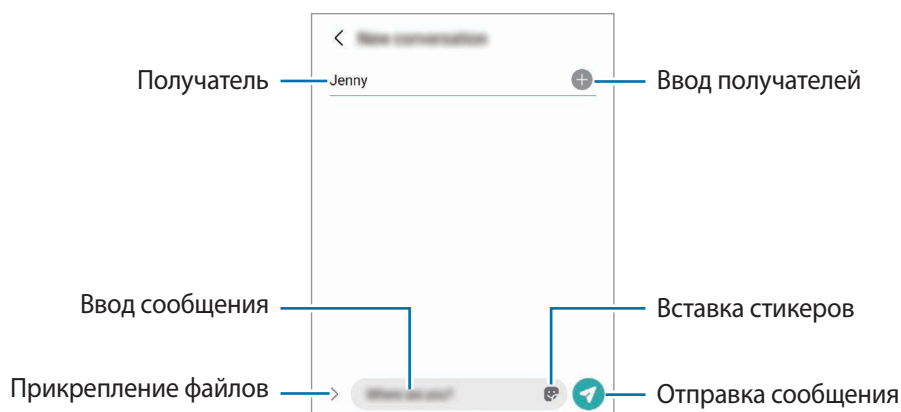 Получатель
Jenny
Ввод получателей
Ввод сообщения
Вставка стикеров
Прикрепление файлов
Отправка сообщения